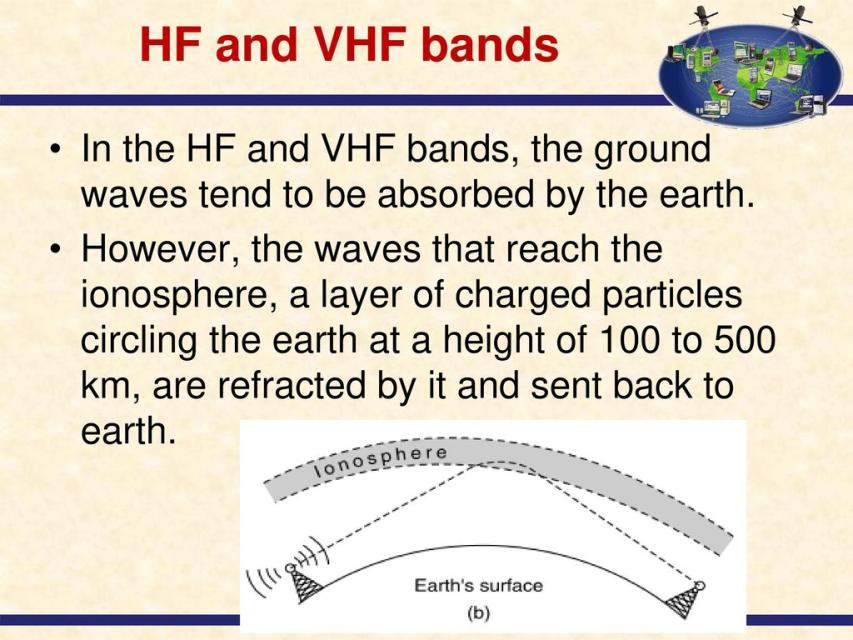 HF and VHF bands
• In the HF and VHF bands, the ground
waves tend to be absorbed by the earth.
• However, the waves that reach the
ionosphere, a layer of charged particles
circling the earth at a height of 100 to 500
km, are refracted by it and sent back to
earth.
Ionosphere
Earth's surface
(b)